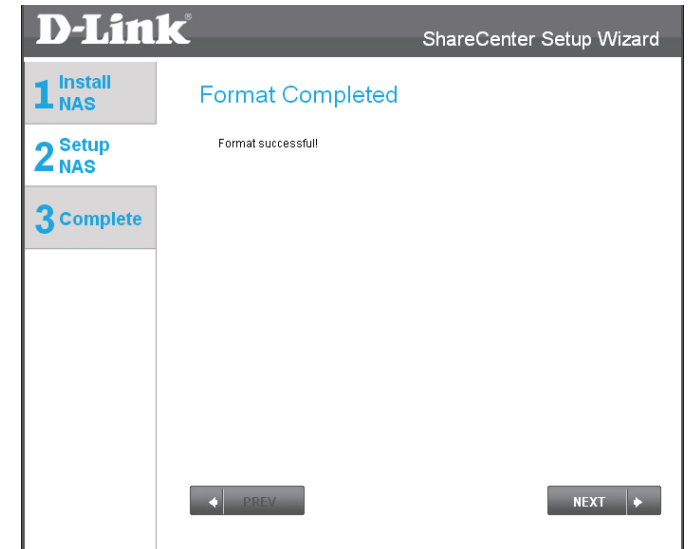 D-Link®
ShareCenter Setup Wizard
1 Install
NAS
2 Setup
NAS
3 Complete
Format Completed
Format successful!
PREV
NEXT